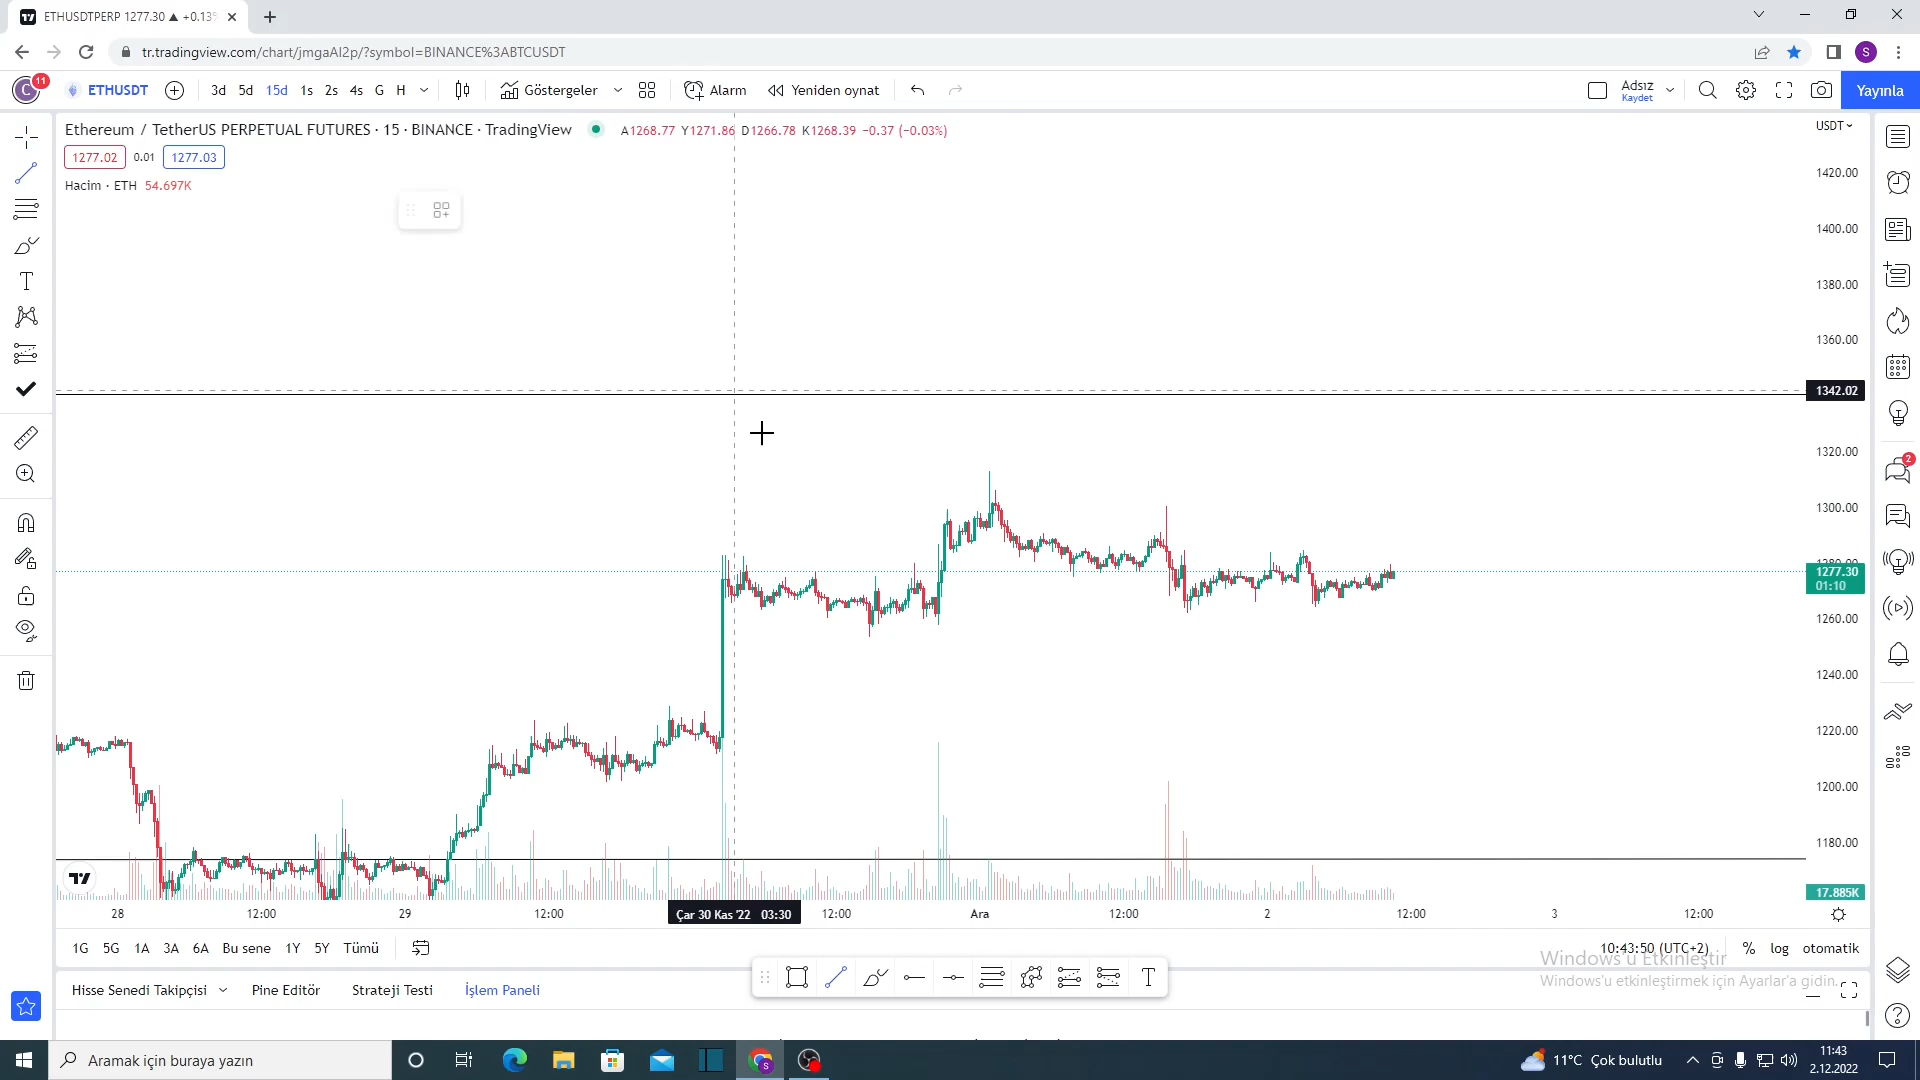 ETHUSDTPERP 1277.30 ▲ +0.13%
tr.tradingview.com/chart/jmgaAI2p/?symbol=BINANCE%3ABTCUSDT
S
C 11 ETHUSDT 3d 5d 15d 1s 2s 4s G H Göstergeler Alarm Yeniden oynat Adsız Kaydet Yayınla
Ethereum / TetherUS PERPETUAL FUTURES · 15 · BINANCE · TradingView A1268.77 Y1271.86 D1266.78 K1268.39 −0.37 (−0.03%)
USDT
1277.02 0.01 1277.03
Hacim · ETH 54.697K
1420.00
1400.00
1380.00
1360.00
1342.02
1320.00
2
1300.00
1277.30
01:10
1260.00
1240.00
1220.00
1200.00
1180.00
17.885K
28 12:00 29 12:00 Çar 30 Kas '22 03:30 12:00 Ara 12:00 2 12:00 3 12:00
1G 5G 1A 3A 6A Bu sene 1Y 5Y Tümü 10:43:50 (UTC+2) % log otomatik
Windows'u Etkinleştir
Windows'u etkinleştirmek için Ayarlar'a gidin.
Hisse Senedi Takipçisi Pine Editör Strateji Testi İşlem Paneli
Aramak için buraya yazın
S
11°C Çok bulutlu
11:43
2.12.2022